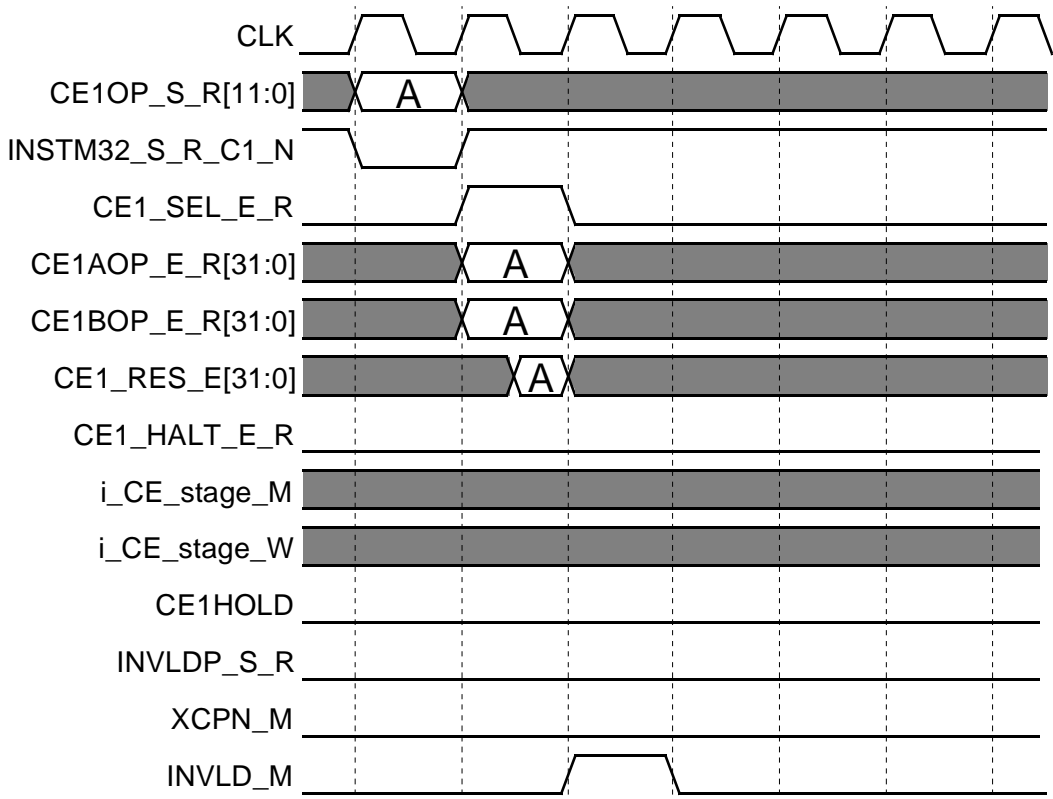 CLK
CE1OP_S_R[11:0] A
INSTM32_S_R_C1_N
CE1_SEL_E_R
CE1AOP_E_R[31:0] A
CE1BOP_E_R[31:0] A
CE1_RES_E[31:0] A
CE1_HALT_E_R
i_CE_stage_M
i_CE_stage_W
CE1HOLD
INVLDP_S_R
XCPN_M
INVLD_M